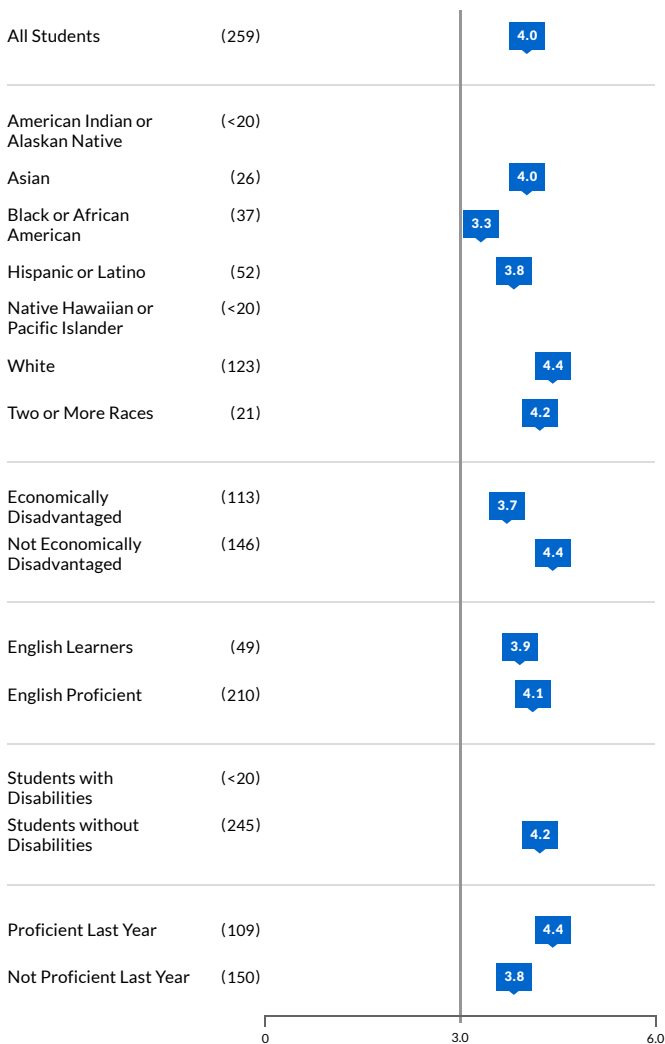 All Students (259) 4.0
American Indian or (<20)
Alaskan Native
Asian (26) 4.0
Black or African (37) 3.3
American
Hispanic or Latino (52) 3.8
Native Hawaiian or (<20)
Pacific Islander
White (123) 4.4
Two or More Races (21) 4.2
Economically (113) 3.7
Disadvantaged
Not Economically (146) 4.4
Disadvantaged
English Learners (49) 3.9
English Proficient (210) 4.1
Students with (<20)
Disabilities
Students without (245) 4.2
Disabilities
Proficient Last Year (109) 4.4
Not Proficient Last Year (150) 3.8
0 3.0 6.0